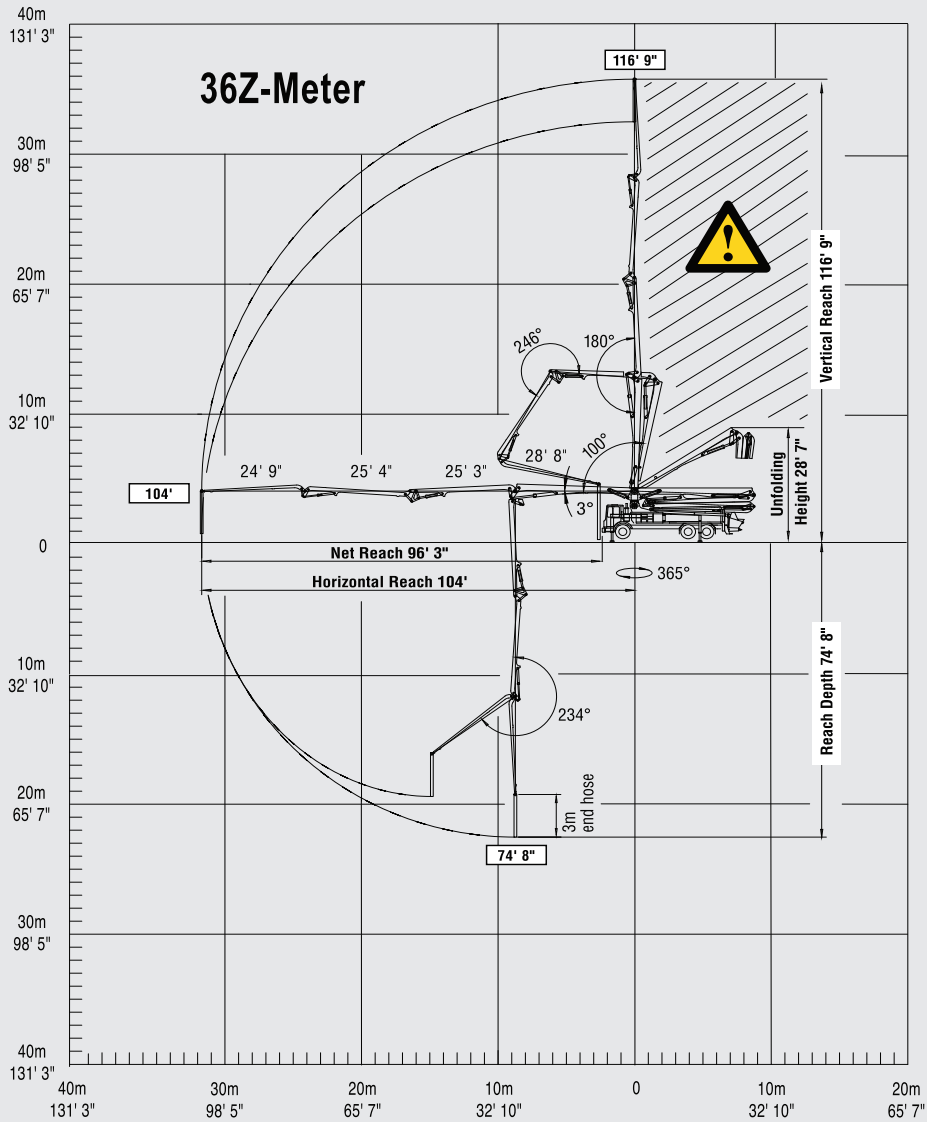 40m
131' 3"
116' 9"
36Z-Meter
30m
98' 5"
20m
65' 7"
Vertical Reach 116' 9"
246°
180°
10m
32' 10"
100°
24' 9"
25' 4"
25' 3"
28' 8"
Unfolding
Height 28' 7"
104'
3°
0
Net Reach 96' 3"
Horizontal Reach 104'
365°
10m
32' 10"
Reach Depth 74' 8"
234°
20m
65' 7"
3m
end hose
74' 8"
30m
98' 5"
40m
131' 3"
40m
30m
20m
10m
0
10m
20m
131' 3"
98' 5"
65' 7"
32' 10"
32' 10"
65' 7"